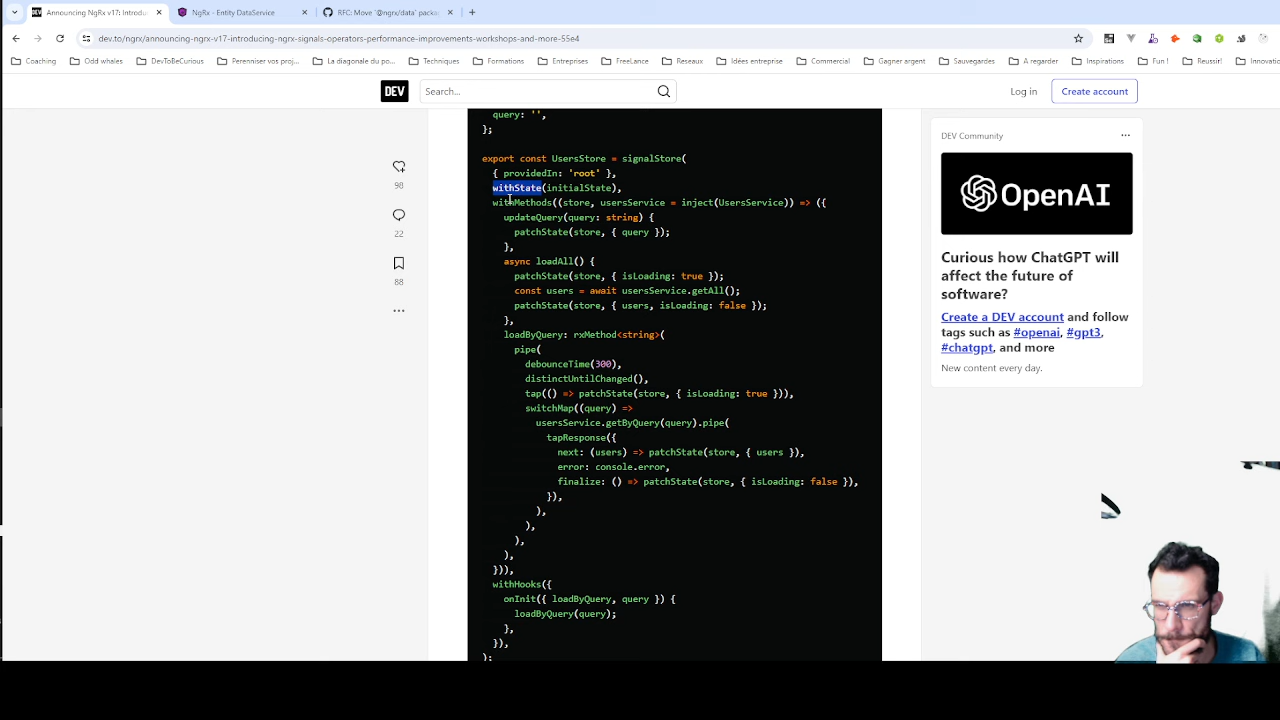 Announcing NgRx v17: Introduc
NgRx - Entity DataService
RFC: Move `@ngrx/data` packa
dev.to/ngrx/announcing-ngrx-v17-introducing-ngrx-signals-operators-performance-improvements-workshops-and-more-55e4
Coaching
Odd whales
DevToBeCurious
Perenniser vos proj...
La diagonale du po...
Techniques
Formations
Entreprises
FreeLance
Reseaux
Idées entreprise
Commercial
Gagner argent
Sauvegardes
A regarder
Inspirations
Fun !
Reussir!
Innovatio
DEV
Search...
Log in
Create account
98
22
88
query: '',
};
export const UsersStore = signalStore(
{ providedIn: 'root' },
withState(initialState),
withMethods((store, usersService = inject(UsersService)) => ({
updateQuery(query: string) {
patchState(store, { query });
},
async loadAll() {
patchState(store, { isLoading: true });
const users = await usersService.getAll();
patchState(store, { users, isLoading: false });
},
loadByQuery: rxMethod<string>(
pipe(
debounceTime(300),
distinctUntilChanged(),
tap(() => patchState(store, { isLoading: true })),
switchMap((query) =>
usersService.getByQuery(query).pipe(
tapResponse({
next: (users) => patchState(store, { users }),
error: console.error,
finalize: () => patchState(store, { isLoading: false }),
}),
),
),
),
),
})),
withHooks({
onInit({ loadByQuery, query }) {
loadByQuery(query);
},
}),
);
DEV Community
OpenAI
Curious how ChatGPT will
affect the future of
software?
Create a DEV account and follow
tags such as #openai, #gpt3,
#chatgpt, and more
New content every day.